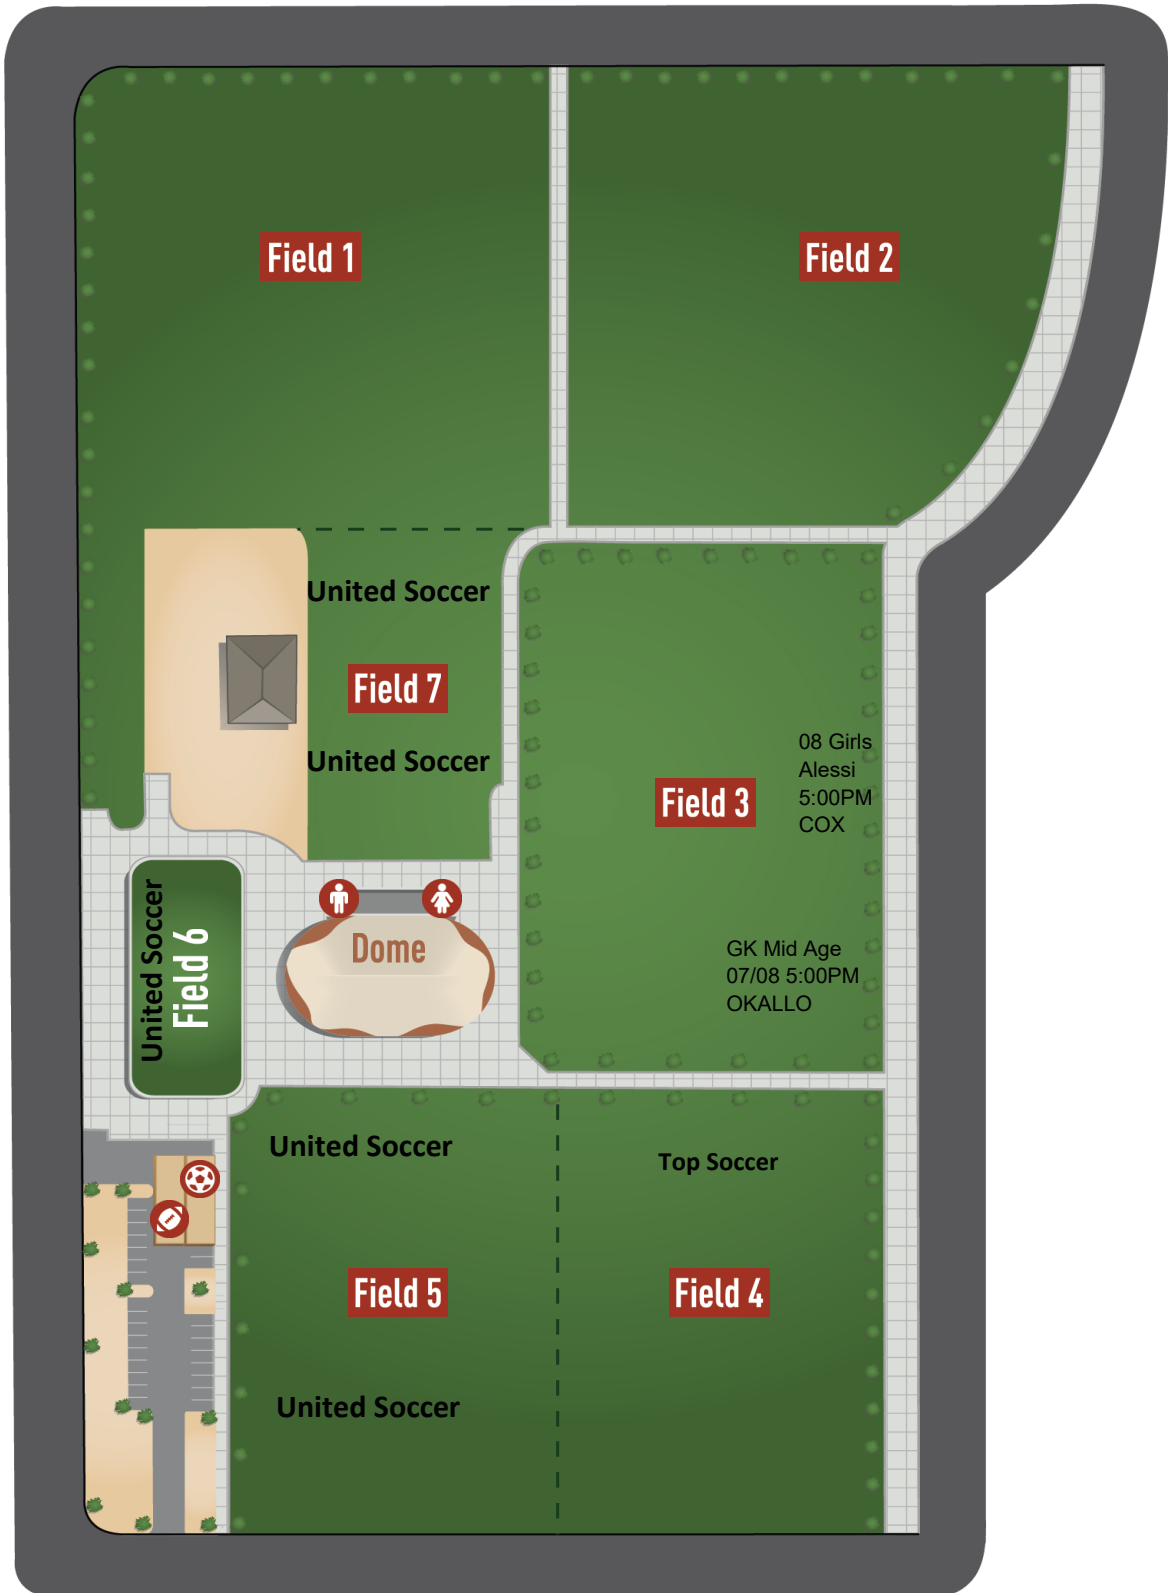 Field 1
Field 2
United Soccer
Field 7
United Soccer
08 Girls
Alessi
5:00PM
COX
Field 3
United Soccer
Field 6
Dome
GK Mid Age
07/08 5:00PM
OKALLO
United Soccer
Top Soccer
Field 5
Field 4
United Soccer